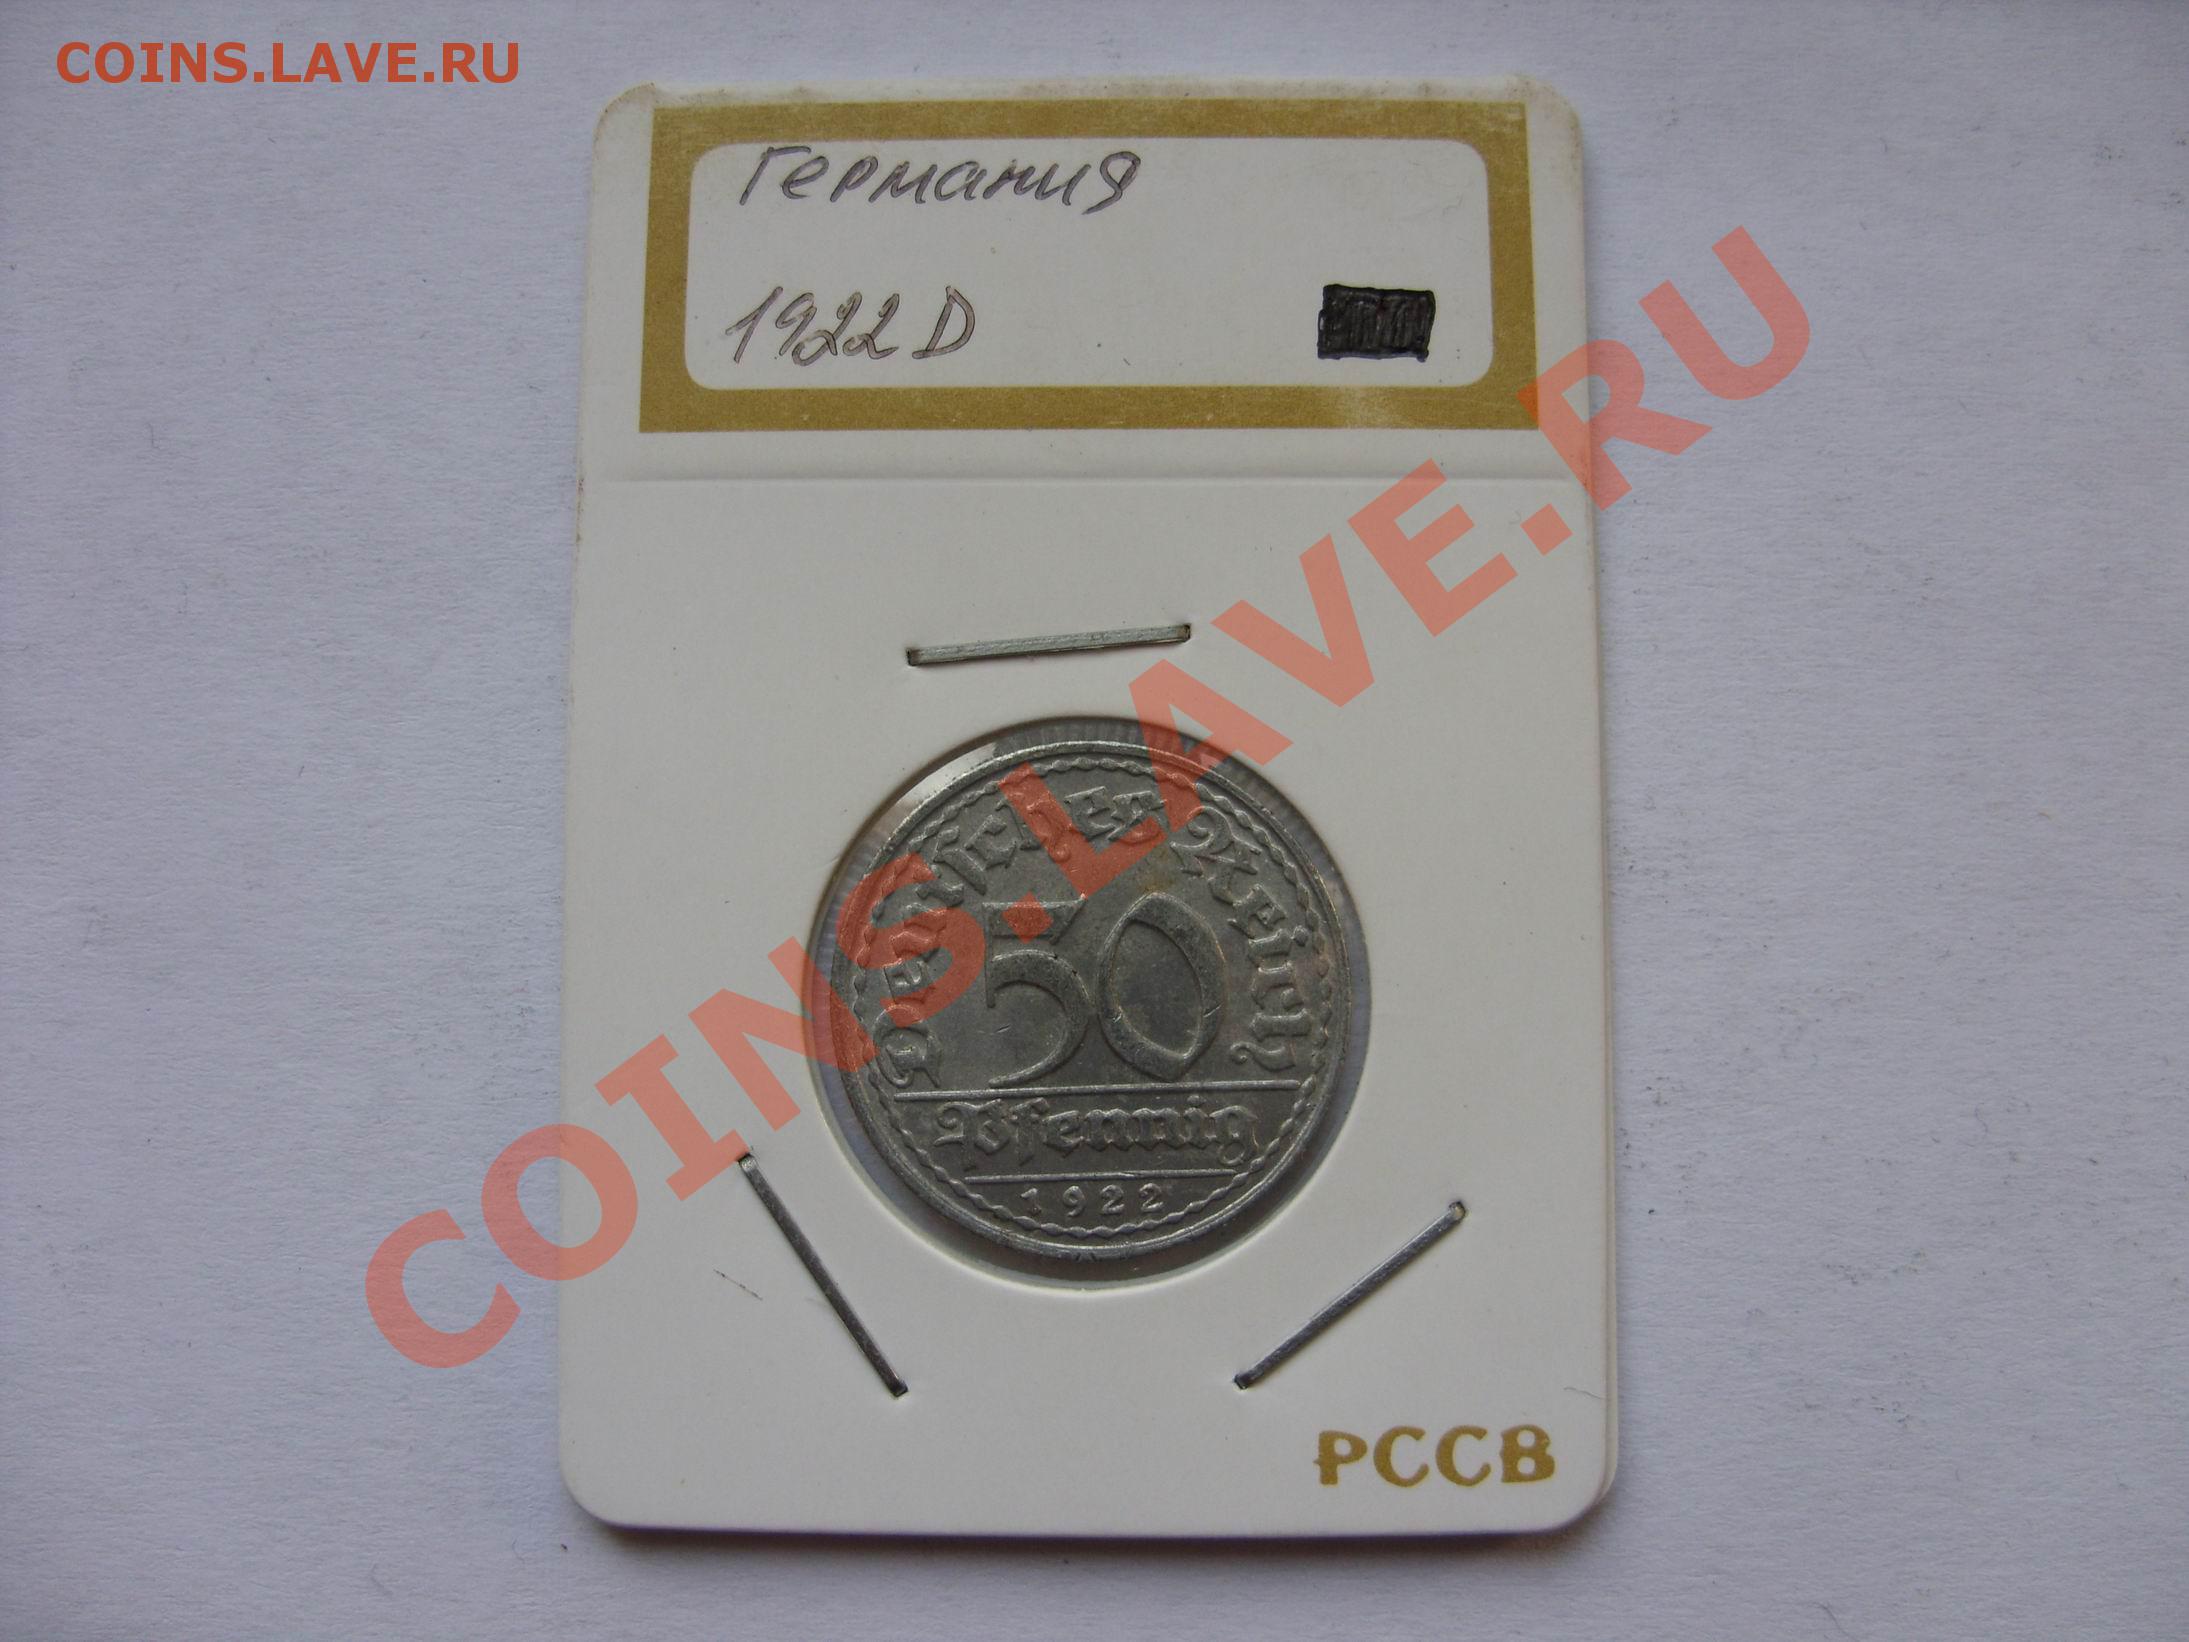 COINS.LAVE.RU
Германия
1922 D
COINS.LAVE.RU
Deutsches Reich
50
Pfennig
1922
PCCB